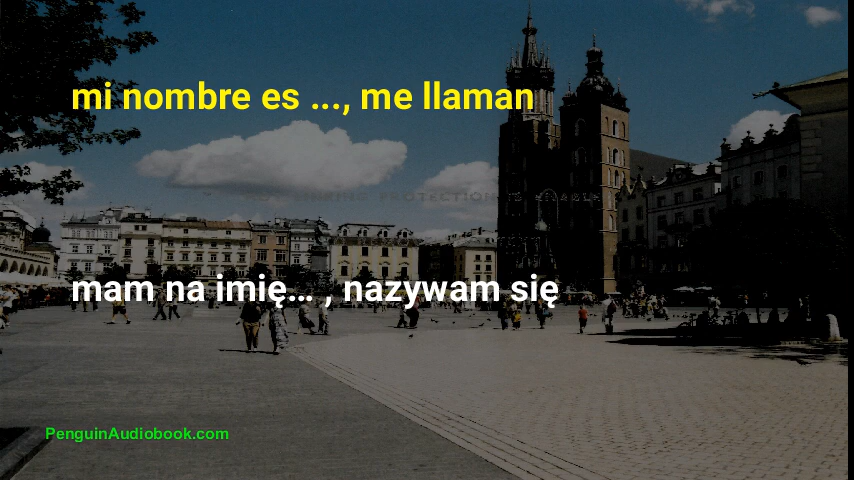 mi nombre es ..., me llaman
mam na imię... , nazywam się
PenguinAudiobook.com